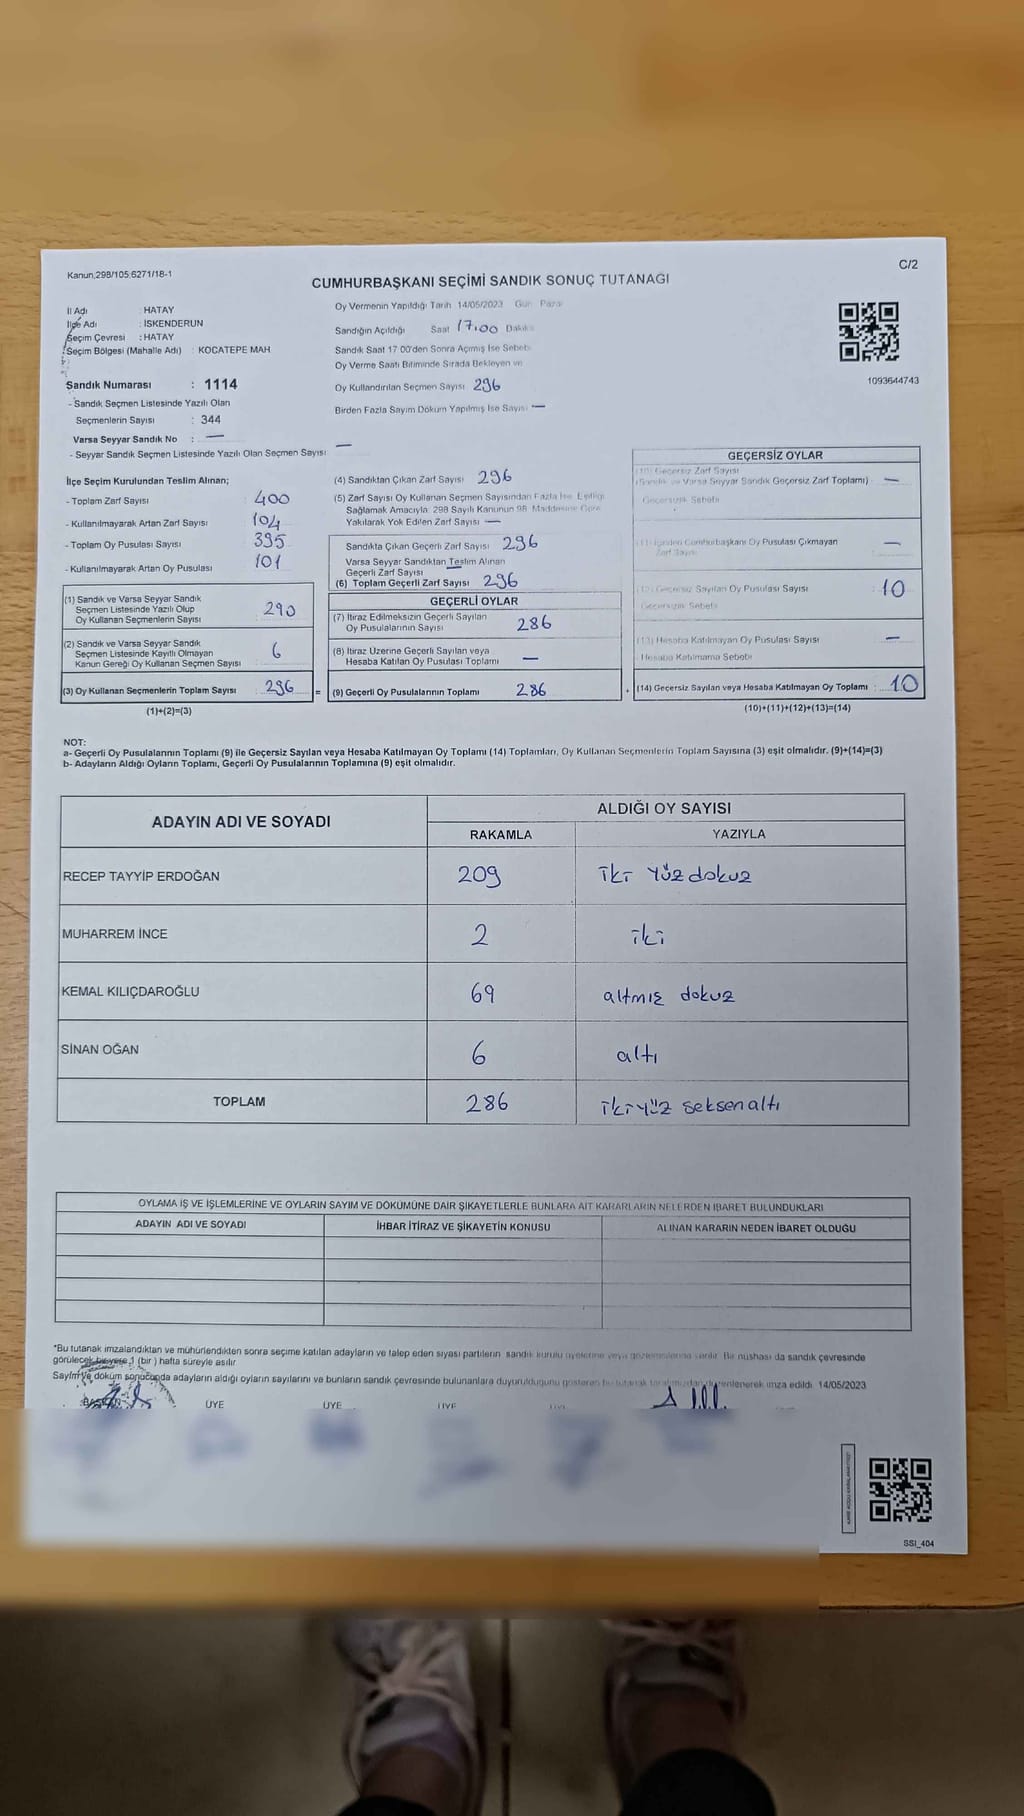 Kanun,298/105;6271/18-1
C/2
CUMHURBAŞKANI SEÇİMİ SANDIK SONUÇ TUTANAĞI
İl Adı : HATAY
İlçe Adı : İSKENDERUN
Seçim Çevresi : HATAY
Seçim Bölgesi (Mahalle Adı) : KOCATEPE MAH
Sandık Numarası : 1114
- Sandık Seçmen Listesinde Yazılı Olan
Seçmenlerin Sayısı : 344
Varsa Seyyar Sandık No : —
- Seyyar Sandık Seçmen Listesinde Yazılı Olan Seçmen Sayısı —
Oy Vermenin Yapıldığı Tarih 14/05/2023 Gün Pazar
Sandığın Açıldığı Saat 17:00 Dakika
Sandık Saat 17:00'den Sonra Açımış İse Sebebi
Oy Verme Saati Bitiminde Sırada Bekleyen ve
Oy Kullandırılan Seçmen Sayısı 296
Birden Fazla Sayım Döküm Yapılmış İse Sayısı —
1093644743
İlçe Seçim Kurulundan Teslim Alınan;
- Toplam Zarf Sayısı 400
- Kullanılmayarak Artan Zarf Sayısı 104
- Toplam Oy Pusulası Sayısı 395
- Kullanılmayarak Artan Oy Pusulası 101
(1) Sandık ve Varsa Seyyar Sandık
Seçmen Listesinde Yazılı Olup
Oy Kullanan Seçmenlerin Sayısı : 290
(2) Sandık ve Varsa Seyyar Sandık
Seçmen Listesinde Kayıtlı Olmayan
Kanun Gereği Oy Kullanan Seçmen Sayısı 6
(3) Oy Kullanan Seçmenlerin Toplam Sayısı : 296 =
(1)+(2)=(3)
(4) Sandıktan Çıkan Zarf Sayısı 296
(5) Zarf Sayısı Oy Kullanan Seçmen Sayısından Fazla İse, Eşitliği
Sağlamak Amacıyla; 298 Sayılı Kanunun 98. Maddesine Göre
Yakılarak Yok Edilen Zarf Sayısı —
Sandıkta Çıkan Geçerli Zarf Sayısı 296
Varsa Seyyar Sandıktan Teslim Alınan
Geçerli Zarf Sayısı —
(6) Toplam Geçerli Zarf Sayısı 296
GEÇERLİ OYLAR
(7) İtiraz Edilmeksizin Geçerli Sayılan
Oy Pusulalarının Sayısı 286
(8) İtiraz Üzerine Geçerli Sayılan veya
Hesaba Katılan Oy Pusulası Toplamı —
(9) Geçerli Oy Pusulalarının Toplamı 286 +
GEÇERSİZ OYLAR
(10) Geçersiz Zarf Sayısı
(Sandık ve Varsa Seyyar Sandık Geçersiz Zarf Toplamı) —
Geçersizlik Sebebi
(11) İçinden Cumhurbaşkanı Oy Pusulası Çıkmayan
Zarf Sayısı —
(12) Geçersiz Sayılan Oy Pusulası Sayısı : 10
Geçersizlik Sebebi
(13) Hesaba Katılmayan Oy Pusulası Sayısı —
Hesaba Katılmama Sebebi
(14) Geçersiz Sayılan veya Hesaba Katılmayan Oy Toplamı : 10
(10)+(11)+(12)+(13)=(14)
NOT:
a- Geçerli Oy Pusulalarının Toplamı (9) ile Geçersiz Sayılan veya Hesaba Katılmayan Oy Toplamı (14) Toplamları, Oy Kullanan Seçmenlerin Toplam Sayısına (3) eşit olmalıdır. (9)+(14)=(3)
b- Adayların Aldığı Oyların Toplamı, Geçerli Oy Pusulalarının Toplamına (9) eşit olmalıdır.
ADAYIN ADI VE SOYADI
ALDIĞI OY SAYISI
RAKAMLA YAZIYLA
RECEP TAYYİP ERDOĞAN 209 iki yüz dokuz
MUHARREM İNCE 2 iki
KEMAL KILIÇDAROĞLU 69 altmış dokuz
SİNAN OĞAN 6 altı
TOPLAM 286 iki yüz seksen altı
OYLAMA İŞ VE İŞLEMLERİNE VE OYLARIN SAYIM VE DÖKÜMÜNE DAİR ŞİKAYETLERLE BUNLARA AİT KARARLARIN NELERDEN İBARET BULUNDUKLARI
ADAYIN ADI VE SOYADI İHBAR İTİRAZ VE ŞİKAYETİN KONUSU ALINAN KARARIN NEDEN İBARET OLDUĞU
*Bu tutanak imzalandıktan ve mühürlendikten sonra seçime katılan adayların ve talep eden siyasi partilerin sandık kurulu üyelerine veya gözlemcisine verilir. Bir nüshası da sandık çevresinde
görülecek bir yere 1 (bir ) hafta süreyle asılır
Sayım ve döküm sonucunda adayların aldığı oyların sayılarını ve bunların sandık çevresinde bulunanlara duyurulduğunu gösteren bu tutanak tarafımızdan düzenlenerek imza edildi. 14/05/2023
BAŞKAN ÜYE ÜYE ÜYE
SSI_404